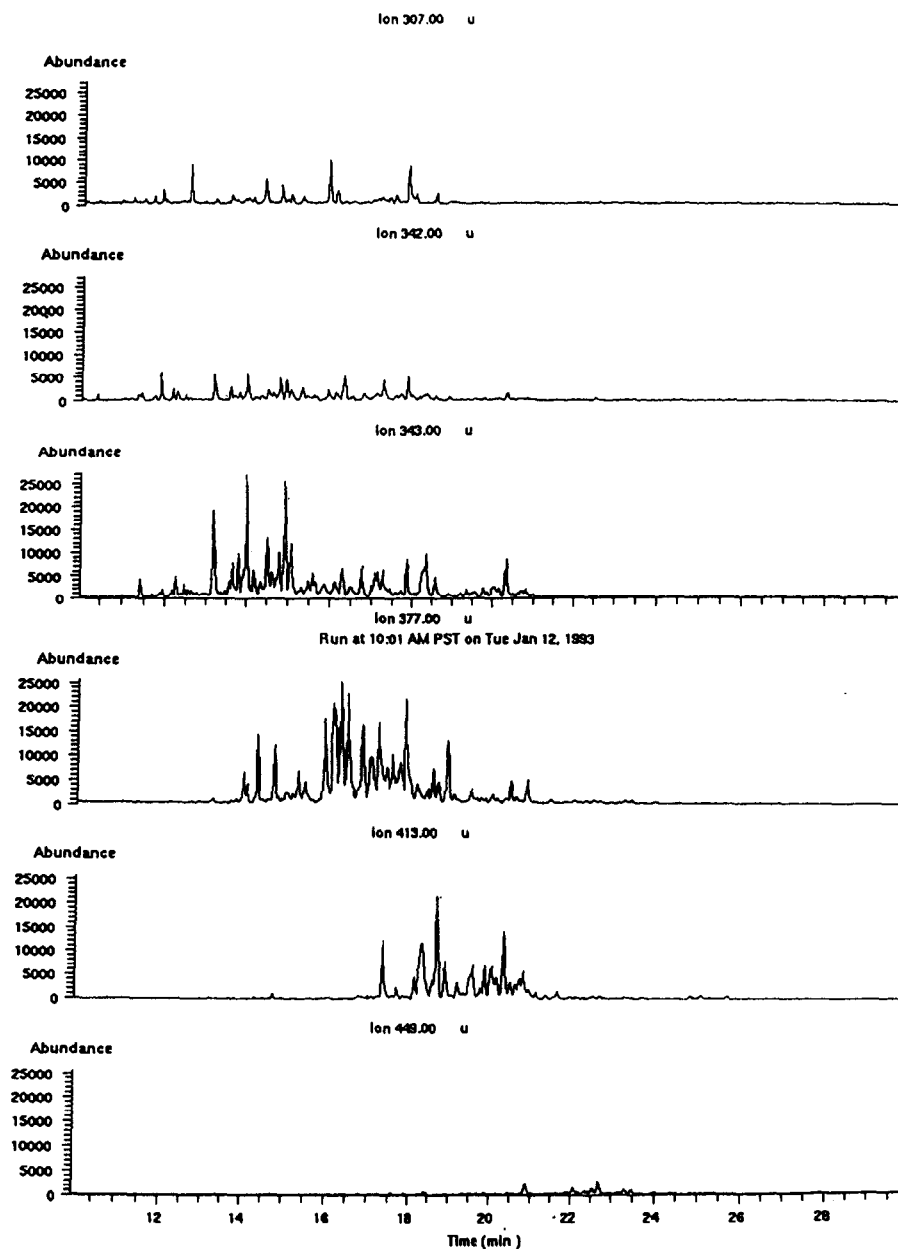 Ion 307.00 u
Abundance
25000
20000
15000
10000
5000
0
Ion 342.00 u
Abundance
25000
20000
15000
10000
5000
0
Ion 343.00 u
Abundance
25000
20000
15000
10000
5000
0
Ion 377.00 u
Run at 10:01 AM PST on Tue Jan 12, 1993
Abundance
25000
20000
15000
10000
5000
0
Ion 413.00 u
Abundance
25000
20000
15000
10000
5000
0
Ion 449.00 u
Abundance
25000
20000
15000
10000
5000
0
12 14 16 18 20 22 24 26 28
Time (min )